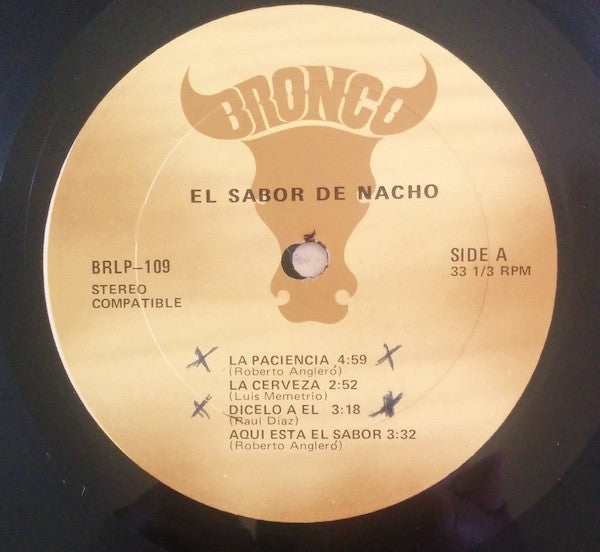 BRONCO
EL SABOR DE NACHO
BRLP-109
STEREO
COMPATIBLE
SIDE A
33 1/3 RPM
LA PACIENCIA 4:59
(Roberto Angleró)
LA CERVEZA 2:52
(Luis Memetrio)
DICELO A EL 3:18
(Raul Diaz)
AQUI ESTA EL SABOR 3:32
(Roberto Angleró)